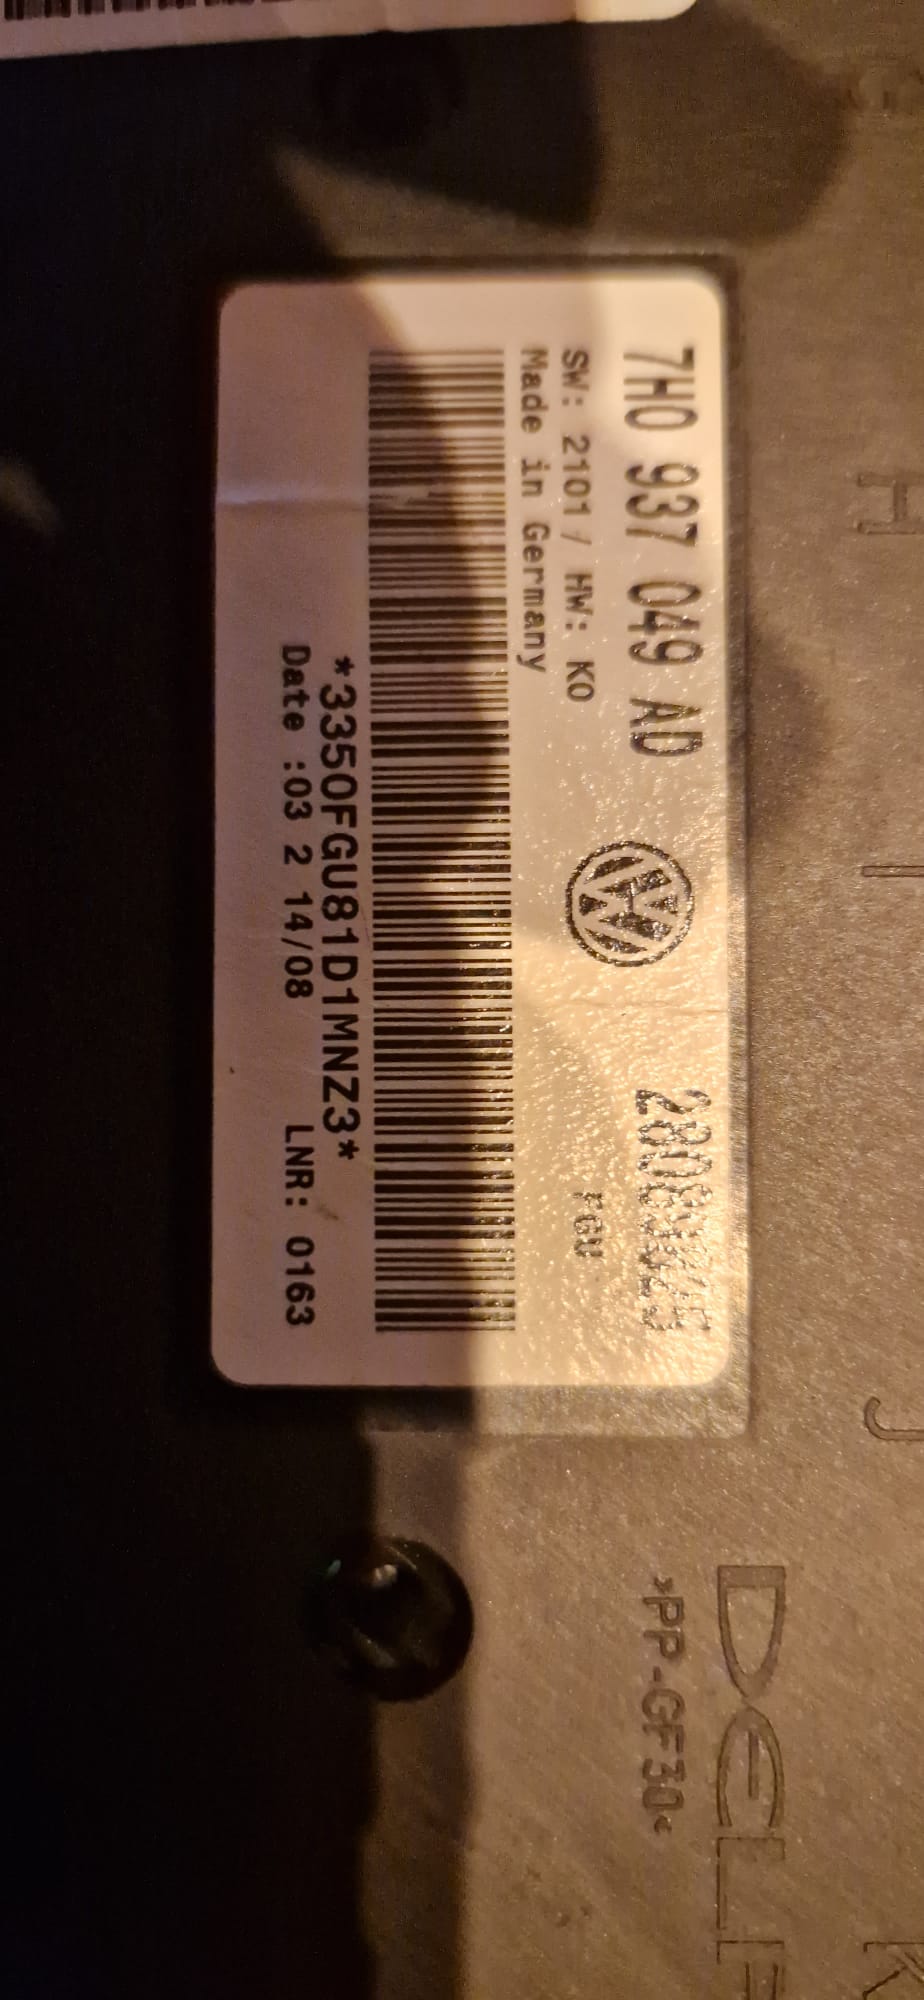 7H0 937 049 AD
SW: 2101 / HW: K0
FGU
Made in Germany
*3350FGU81D1MNZ3*
Date :03 2 14/08 LNR: 0163
H
I
J
K
>PP-GF30<